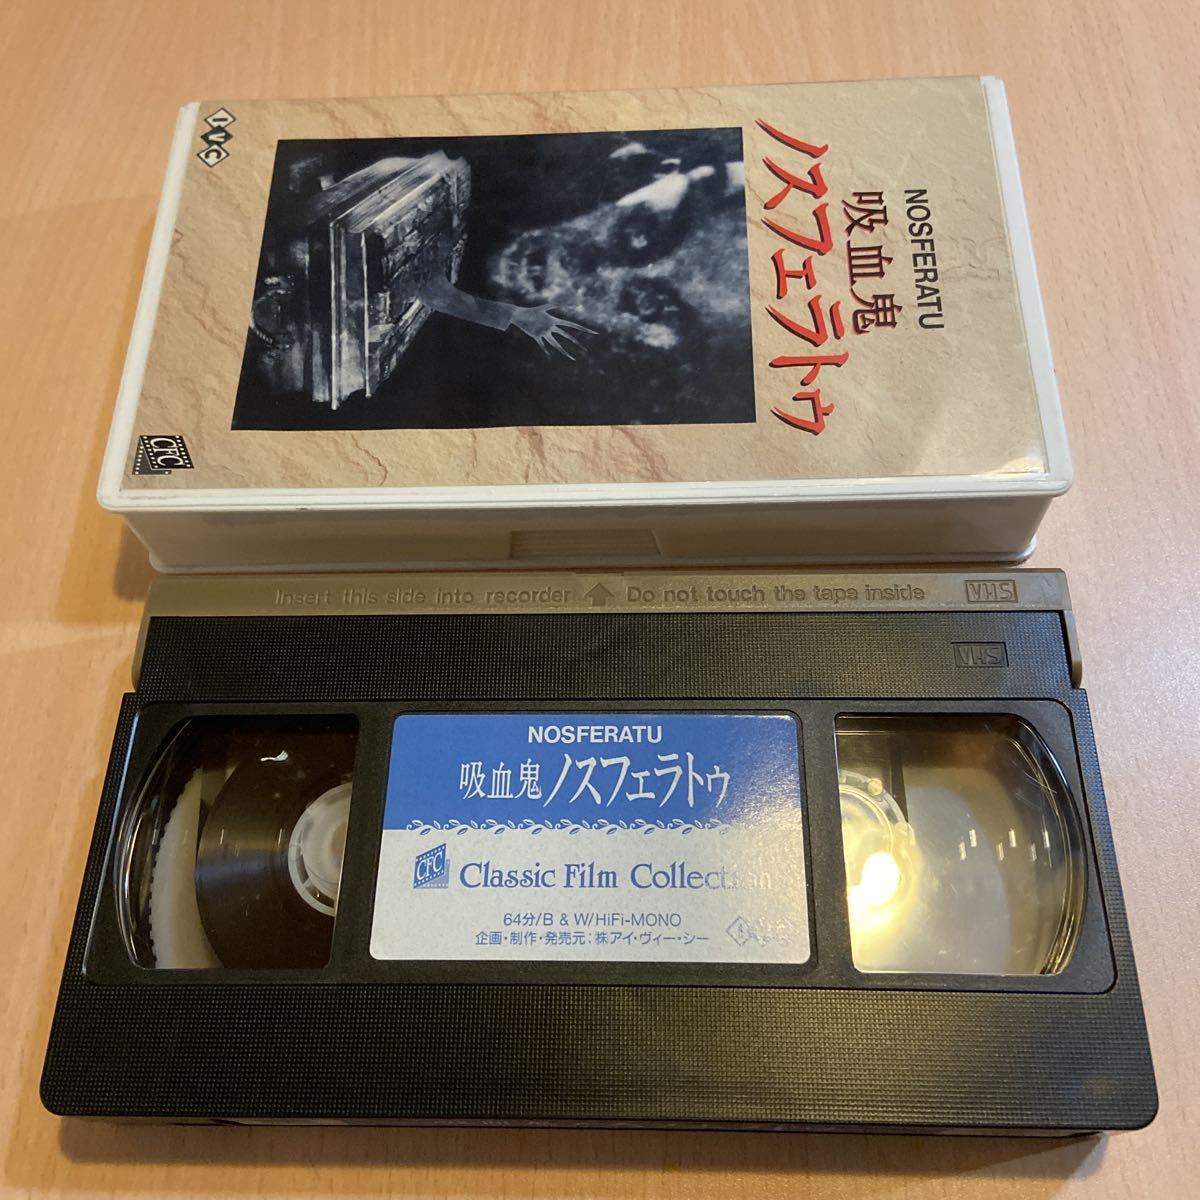 IVC
NOSFERATU
吸血鬼
ノスフェラトゥ
CFC
Insert this side into recorder Do not touch the tape inside VHS
VHS
NOSFERATU
吸血鬼 ノスフェラトゥ
CFC Classic Film Collection
64分/B & W/HiFi-MONO
企画・制作・発売元:㈱アイ・ヴィー・シー